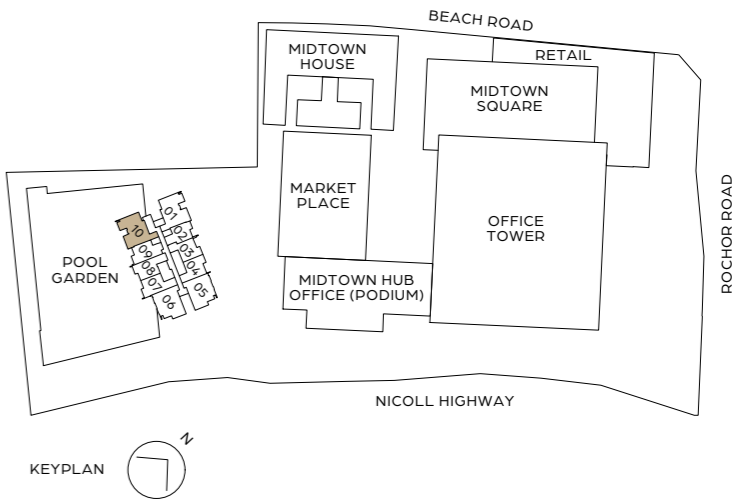 BEACH ROAD
MIDTOWN
HOUSE
RETAIL
MIDTOWN
SQUARE
MARKET
PLACE
OFFICE
TOWER
ROCHOR ROAD
POOL
GARDEN
01
02
03
04
05
10
09
08
07
06
MIDTOWN HUB
OFFICE (PODIUM)
NICOLL HIGHWAY
KEYPLAN
N